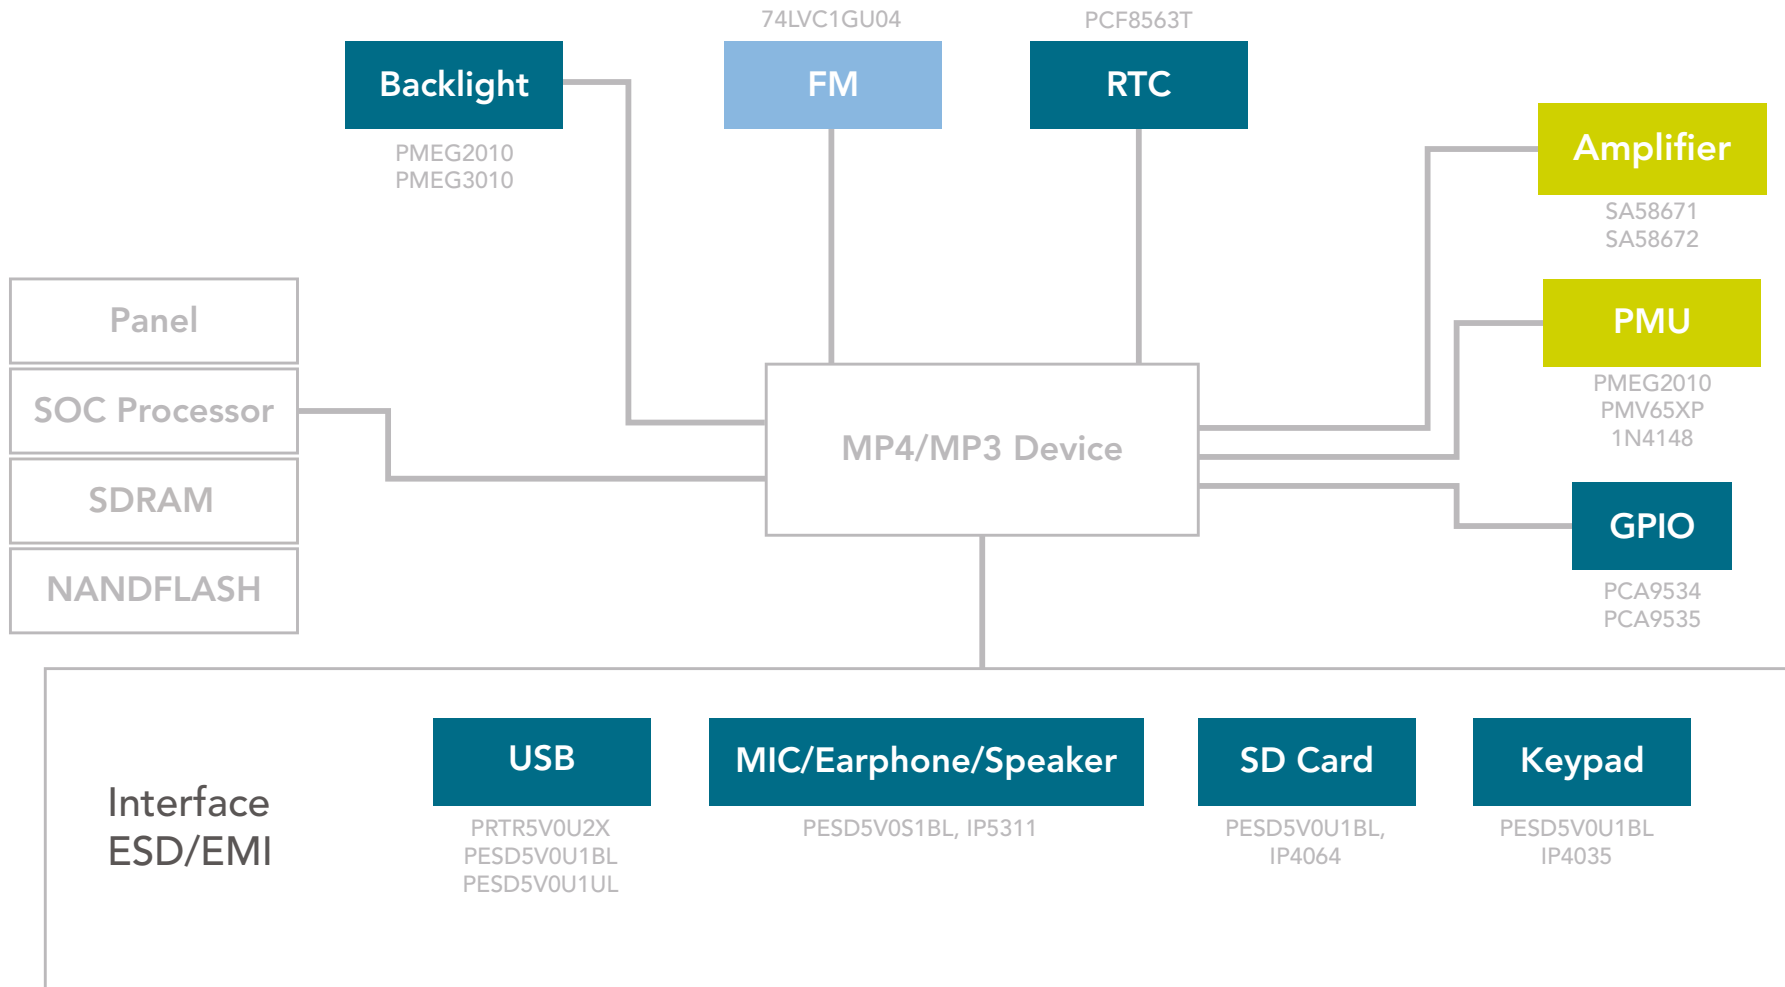 74LVC1GU04
PCF8563T
Backlight
FM
RTC
PMEG2010
PMEG3010
Amplifier
SA58671
SA58672
Panel
PMU
PMEG2010
PMV65XP
1N4148
SOC Processor
MP4/MP3 Device
SDRAM
GPIO
NANDFLASH
PCA9534
PCA9535
Interface
ESD/EMI
USB
PRTR5V0U2X
PESD5V0U1BL
PESD5V0U1UL
MIC/Earphone/Speaker
PESD5V0S1BL, IP5311
SD Card
PESD5V0U1BL,
IP4064
Keypad
PESD5V0U1BL
IP4035